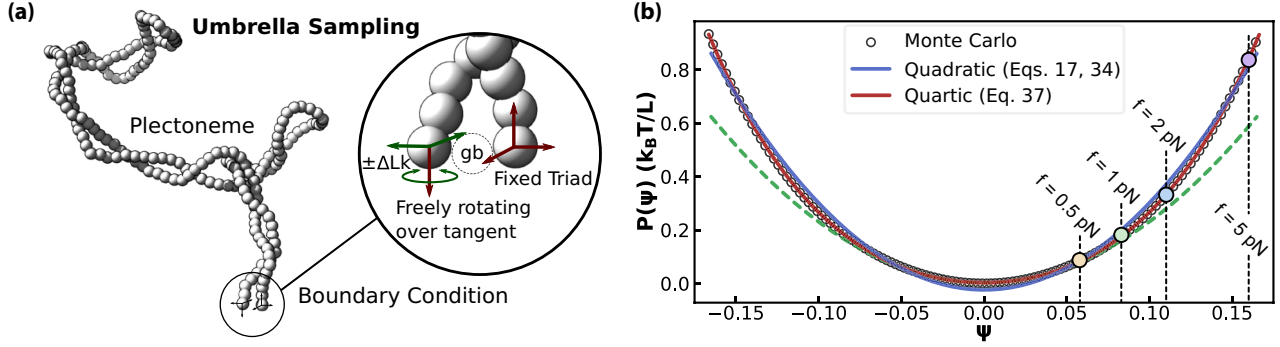 (a)
Umbrella Sampling
Plectoneme
±ΔLk
gb
Fixed Triad
Freely rotating
over tangent
Boundary Condition
(b)
P(ψ) (k_BT/L)
0.8
0.6
0.4
0.2
0.0
Monte Carlo
Quadratic (Eqs. 17, 34)
Quartic (Eq. 37)
f = 0.5 pN
f = 1 pN
f = 2 pN
f = 5 pN
−0.15
−0.10
−0.05
0.00
0.05
0.10
0.15
ψ